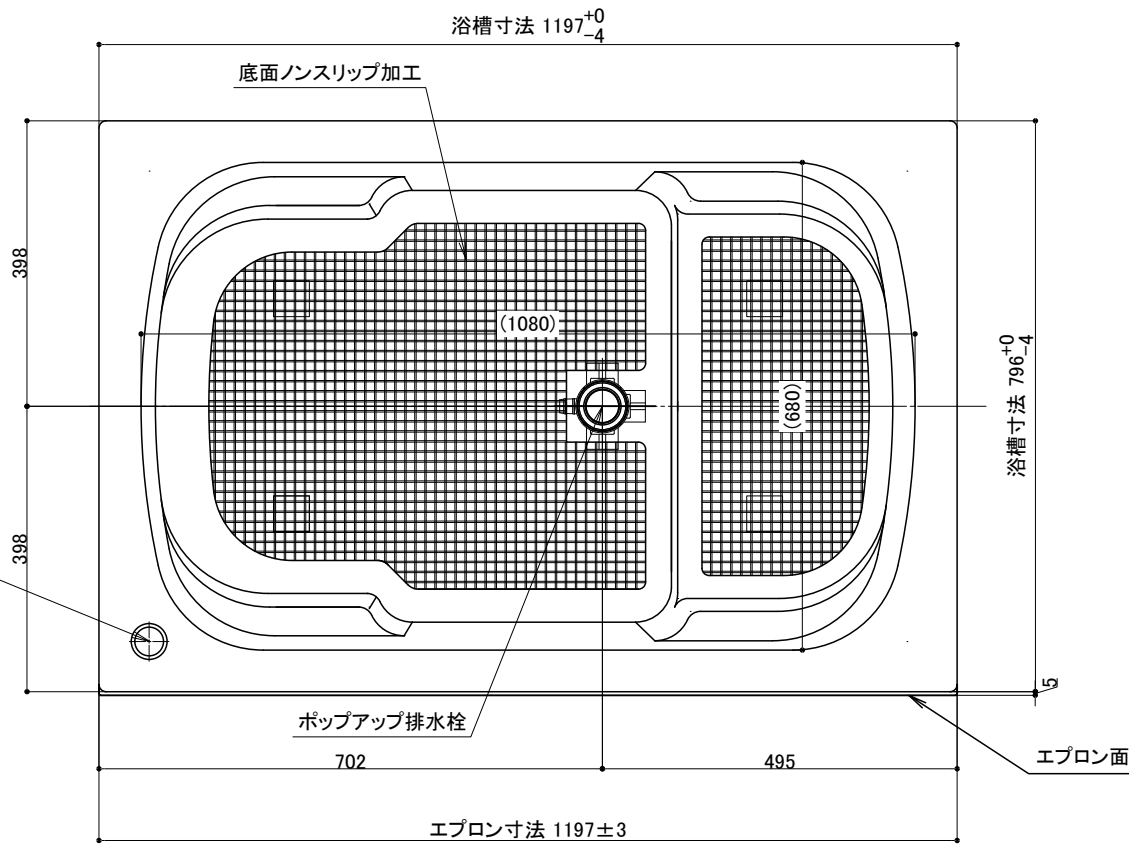 浴槽寸法 1197+0 -4
底面ノンスリップ加工
398
(1080)
(680)
浴槽寸法 796+0 -4
398
5
ポップアップ排水栓
702
495
エプロン面
エプロン寸法 1197±3